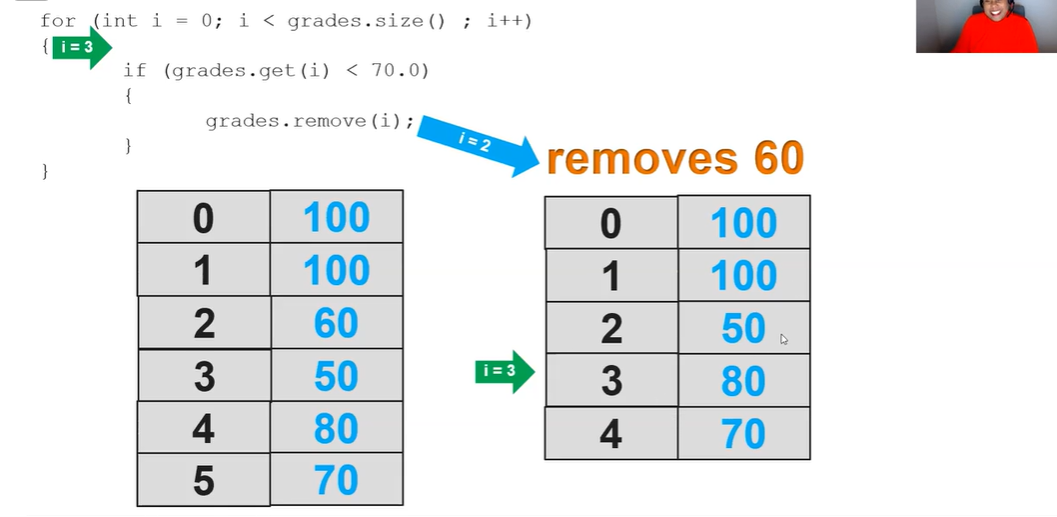 for (int i = 0; i < grades.size() ; i++)
{
i = 3
if (grades.get(i) < 70.0)
{
grades.remove(i);
i = 2
removes 60
}
}
0 100
1 100
2 60
3 50
4 80
5 70
0 100
1 100
2 50
i = 3
3 80
4 70